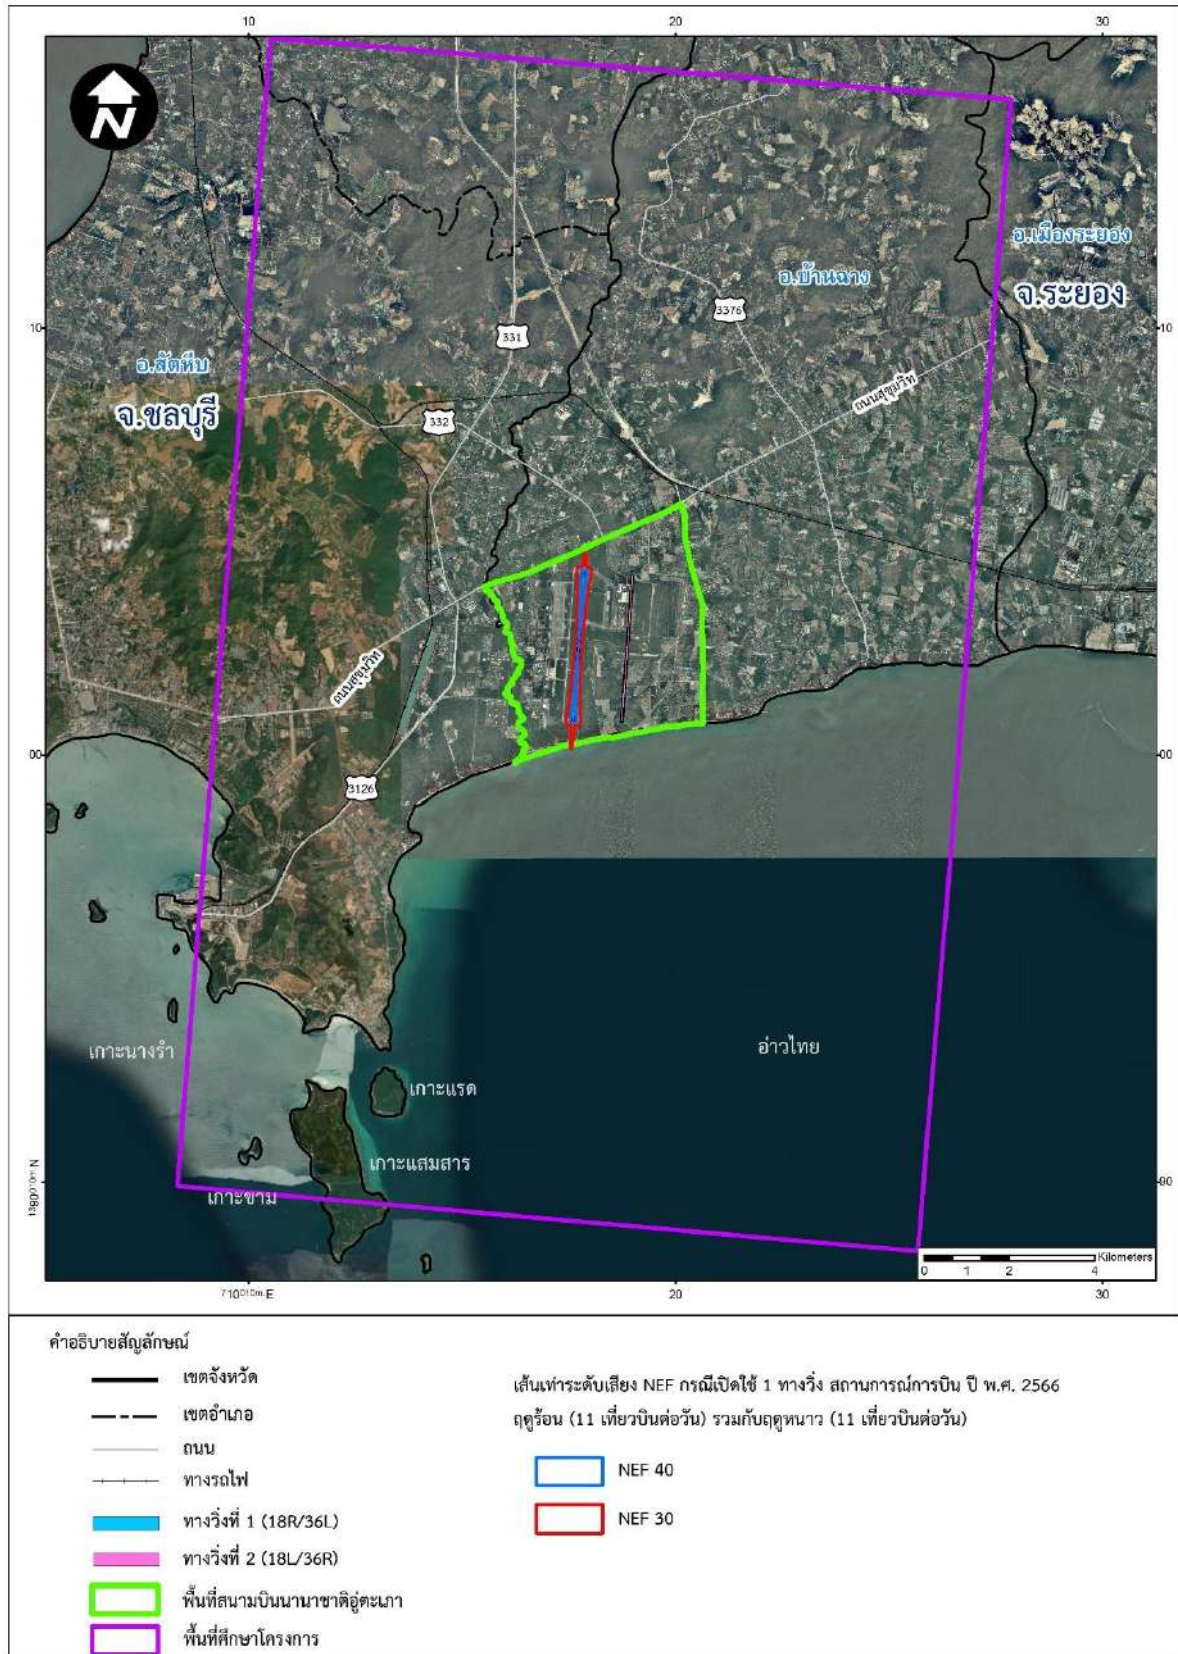 10 20 30
N
อ.เมืองระยอง
จ.ระยอง
อ.บ้านฉาง
3376
10 331 10
อ.สัตหีบ
จ.ชลบุรี
332
ถนนสุขุมวิท
ถนนสุขุมวิท
00 00
3126
เกาะนางรำ
อ่าวไทย
เกาะแรด
เกาะแสมสาร
เกาะขาม
1390010m.N
90
Kilometers
0 1 2 4
710010m.E 20 30
คำอธิบายสัญลักษณ์
เขตจังหวัด
เขตอำเภอ
ถนน
ทางรถไฟ
ทางวิ่งที่ 1 (18R/36L)
ทางวิ่งที่ 2 (18L/36R)
พื้นที่สนามบินนานาชาติอู่ตะเภา
พื้นที่ศึกษาโครงการ
เส้นเท่าระดับเสียง NEF กรณีเปิดใช้ 1 ทางวิ่ง สถานการณ์การบิน ปี พ.ศ. 2566
ฤดูร้อน (11 เที่ยวบินต่อวัน) รวมกับฤดูหนาว (11 เที่ยวบินต่อวัน)
NEF 40
NEF 30